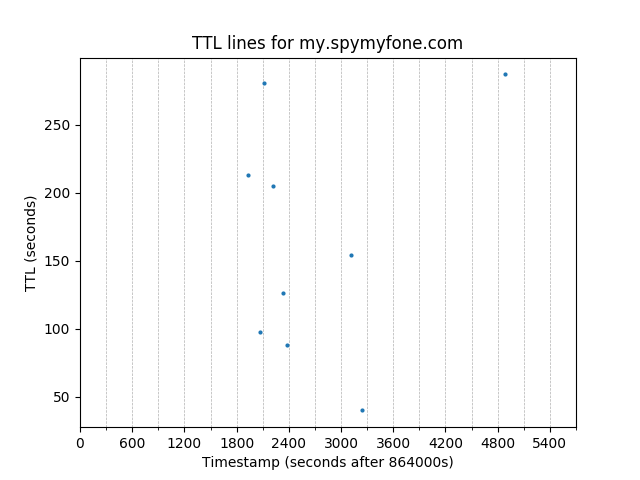 TTL lines for my.spymyfone.com
TTL (seconds)
250
200
150
100
50
0 600 1200 1800 2400 3000 3600 4200 4800 5400
Timestamp (seconds after 864000s)